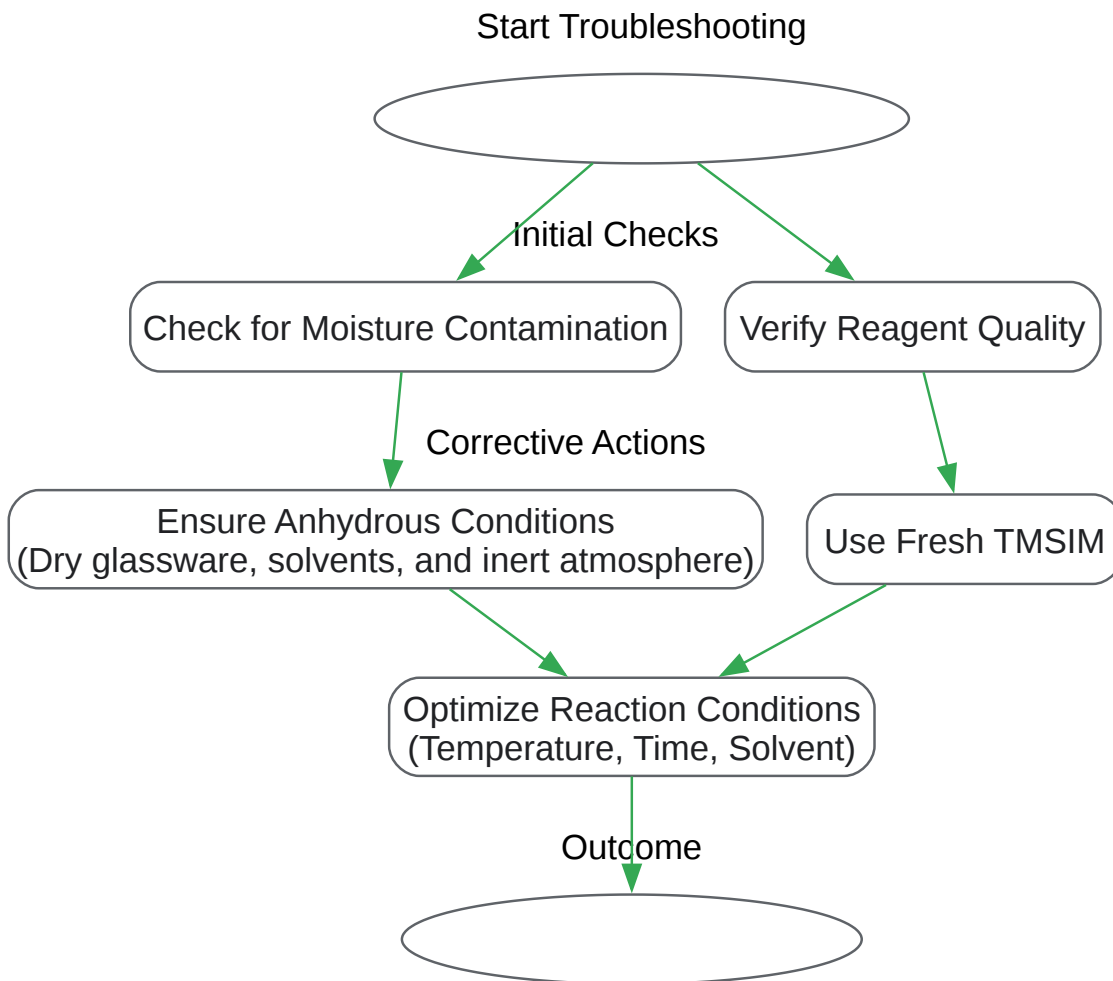 Start Troubleshooting
Initial Checks
Check for Moisture Contamination
Verify Reagent Quality
Corrective Actions
Ensure Anhydrous Conditions
(Dry glassware, solvents, and inert atmosphere)
Use Fresh TMSIM
Optimize Reaction Conditions
(Temperature, Time, Solvent)
Outcome